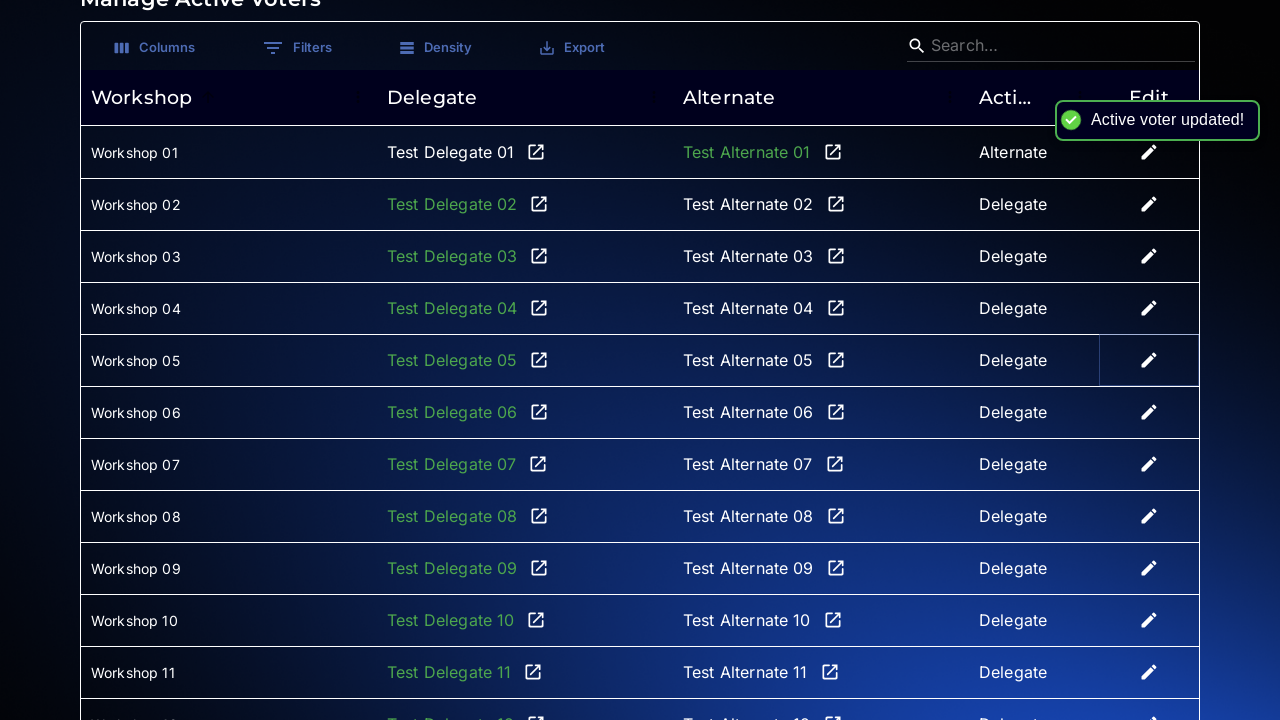 Manage Active Voters
Columns Filters Density Export Search...
Workshop Delegate Alternate Acti... Edit
Active voter updated!
Workshop 01 Test Delegate 01 Test Alternate 01 Alternate
Workshop 02 Test Delegate 02 Test Alternate 02 Delegate
Workshop 03 Test Delegate 03 Test Alternate 03 Delegate
Workshop 04 Test Delegate 04 Test Alternate 04 Delegate
Workshop 05 Test Delegate 05 Test Alternate 05 Delegate
Workshop 06 Test Delegate 06 Test Alternate 06 Delegate
Workshop 07 Test Delegate 07 Test Alternate 07 Delegate
Workshop 08 Test Delegate 08 Test Alternate 08 Delegate
Workshop 09 Test Delegate 09 Test Alternate 09 Delegate
Workshop 10 Test Delegate 10 Test Alternate 10 Delegate
Workshop 11 Test Delegate 11 Test Alternate 11 Delegate